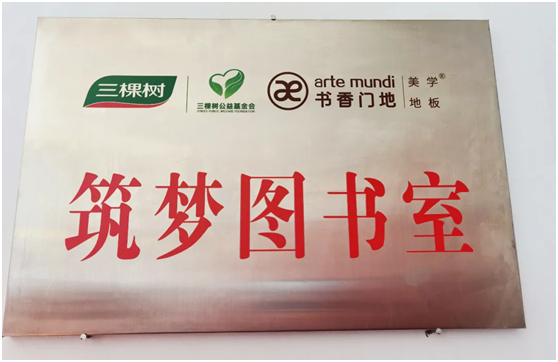 三棵树
三棵树公益基金会
arte mundi
书香门地
美学®
地板
筑梦图书室